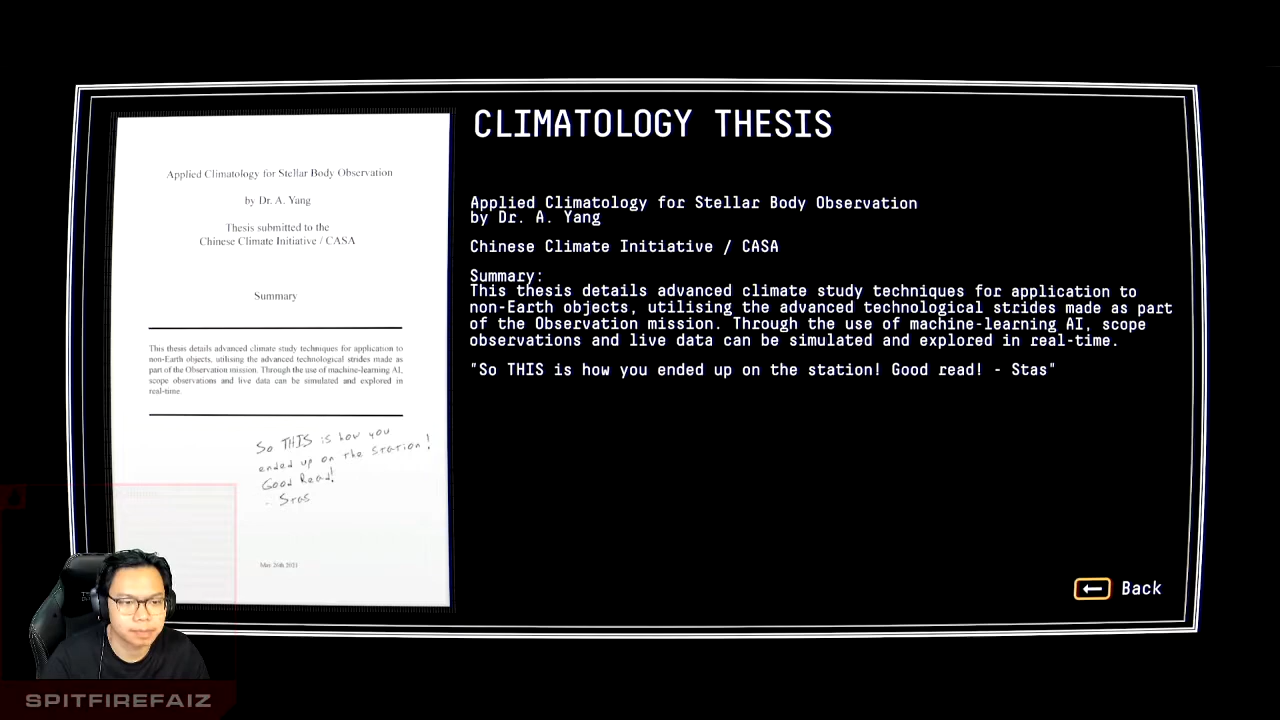 Applied Climatology for Stellar Body Observation
by Dr. A. Yang
Thesis submitted to the
Chinese Climate Initiative / CASA
Summary
This thesis details advanced climate study techniques for application to
non-Earth objects, utilising the advanced technological strides made as
part of the Observation mission. Through the use of machine-learning AI,
scope observations and live data can be simulated and explored in
real-time.
So THIS is how you
ended up on the station!
Good Read!
- Stas
May 26th 2021
CLIMATOLOGY THESIS
Applied Climatology for Stellar Body Observation
by Dr. A. Yang
Chinese Climate Initiative / CASA
Summary:
This thesis details advanced climate study techniques for application to
non-Earth objects, utilising the advanced technological strides made as part
of the Observation mission. Through the use of machine-learning AI, scope
observations and live data can be simulated and explored in real-time.
"So THIS is how you ended up on the station! Good read! - Stas"
Back
SPITFIREFAIZ